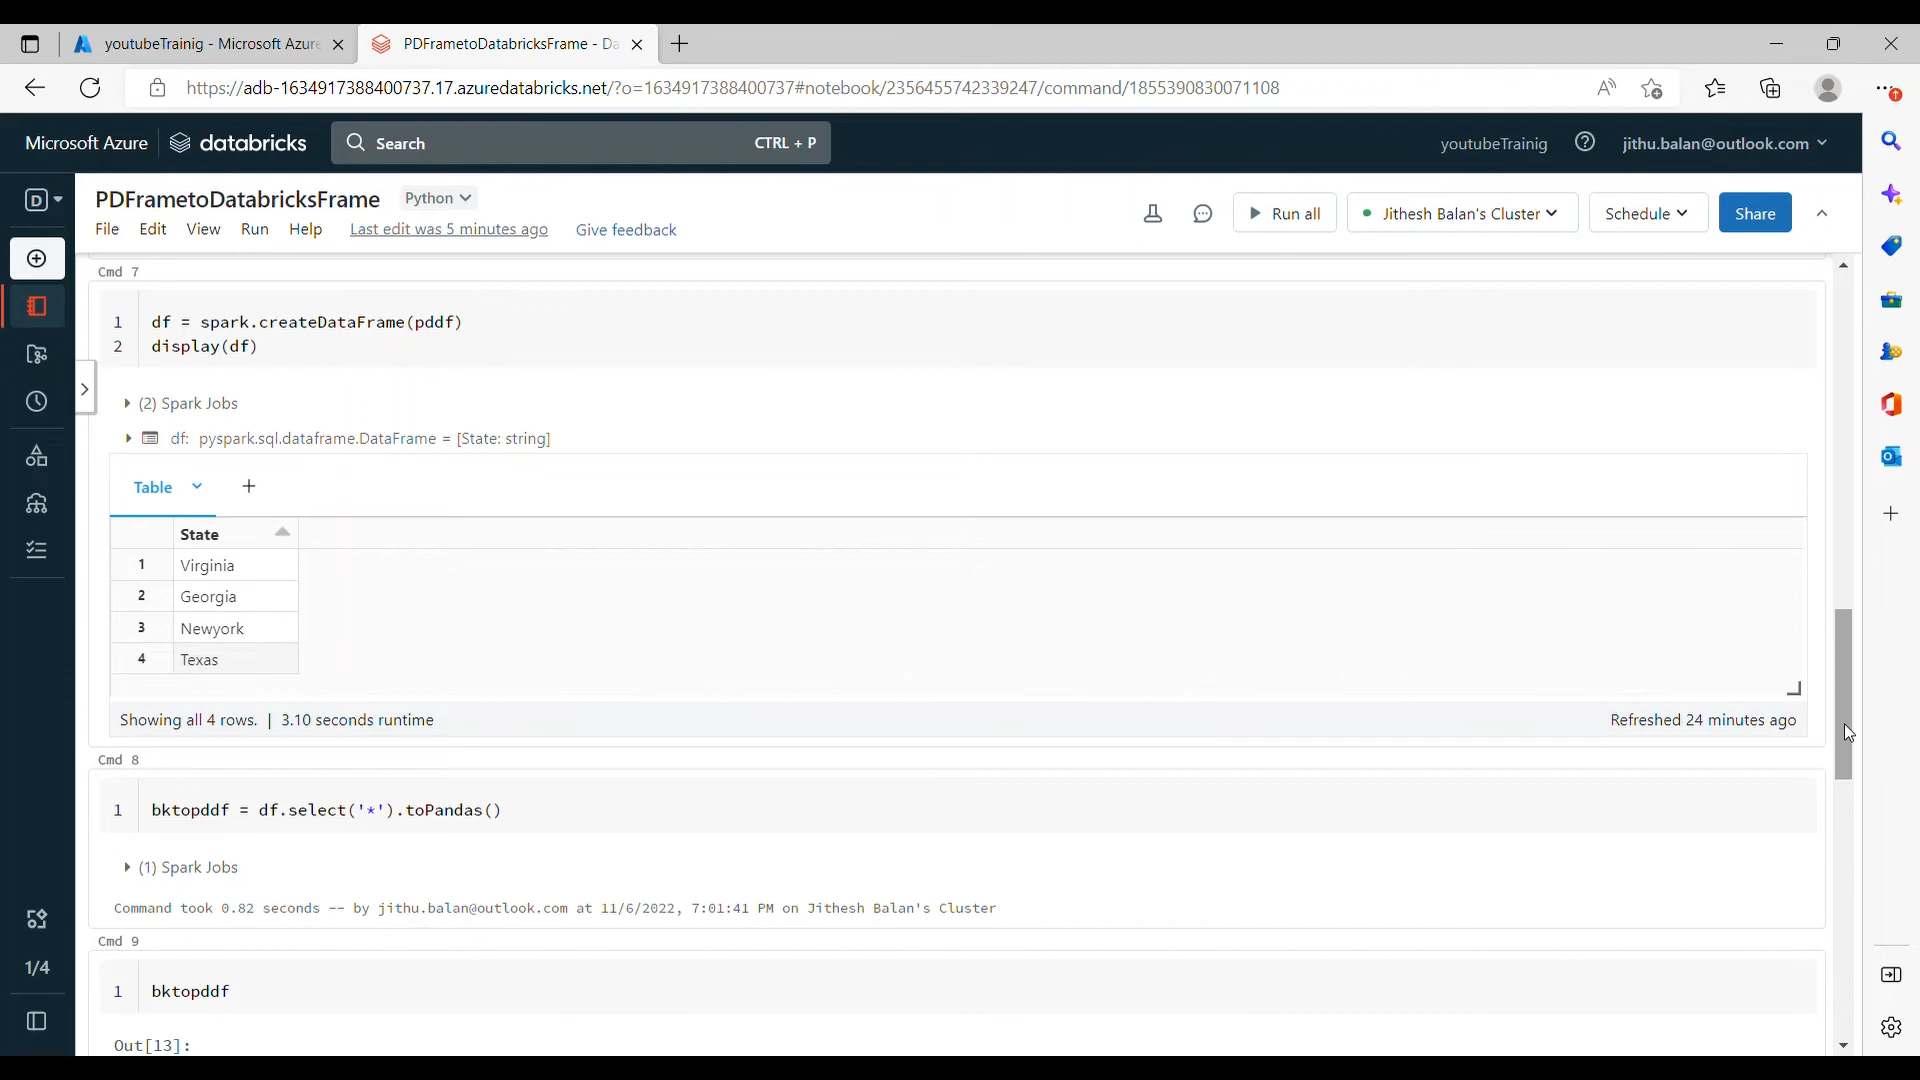 youtubeTrainig - Microsoft Azure
PDFrametoDatabricksFrame - Da
https://adb-1634917388400737.17.azuredatabricks.net/?o=1634917388400737#notebook/2356455742339247/command/1855390830071108
Microsoft Azure
databricks
Search
CTRL + P
youtubeTrainig
jithu.balan@outlook.com
D
PDFrametoDatabricksFrame
Python
Run all
Jithesh Balan's Cluster
Schedule
Share
File
Edit
View
Run
Help
Last edit was 5 minutes ago
Give feedback
Cmd 7
1 df = spark.createDataFrame(pddf)
2 display(df)
(2) Spark Jobs
df: pyspark.sql.dataframe.DataFrame = [State: string]
Table
State
1 Virginia
2 Georgia
3 Newyork
4 Texas
Showing all 4 rows. | 3.10 seconds runtime
Refreshed 24 minutes ago
Cmd 8
1 bktopddf = df.select('*').toPandas()
(1) Spark Jobs
Command took 0.82 seconds -- by jithu.balan@outlook.com at 11/6/2022, 7:01:41 PM on Jithesh Balan's Cluster
Cmd 9
1/4
1 bktopddf
Out[13]: